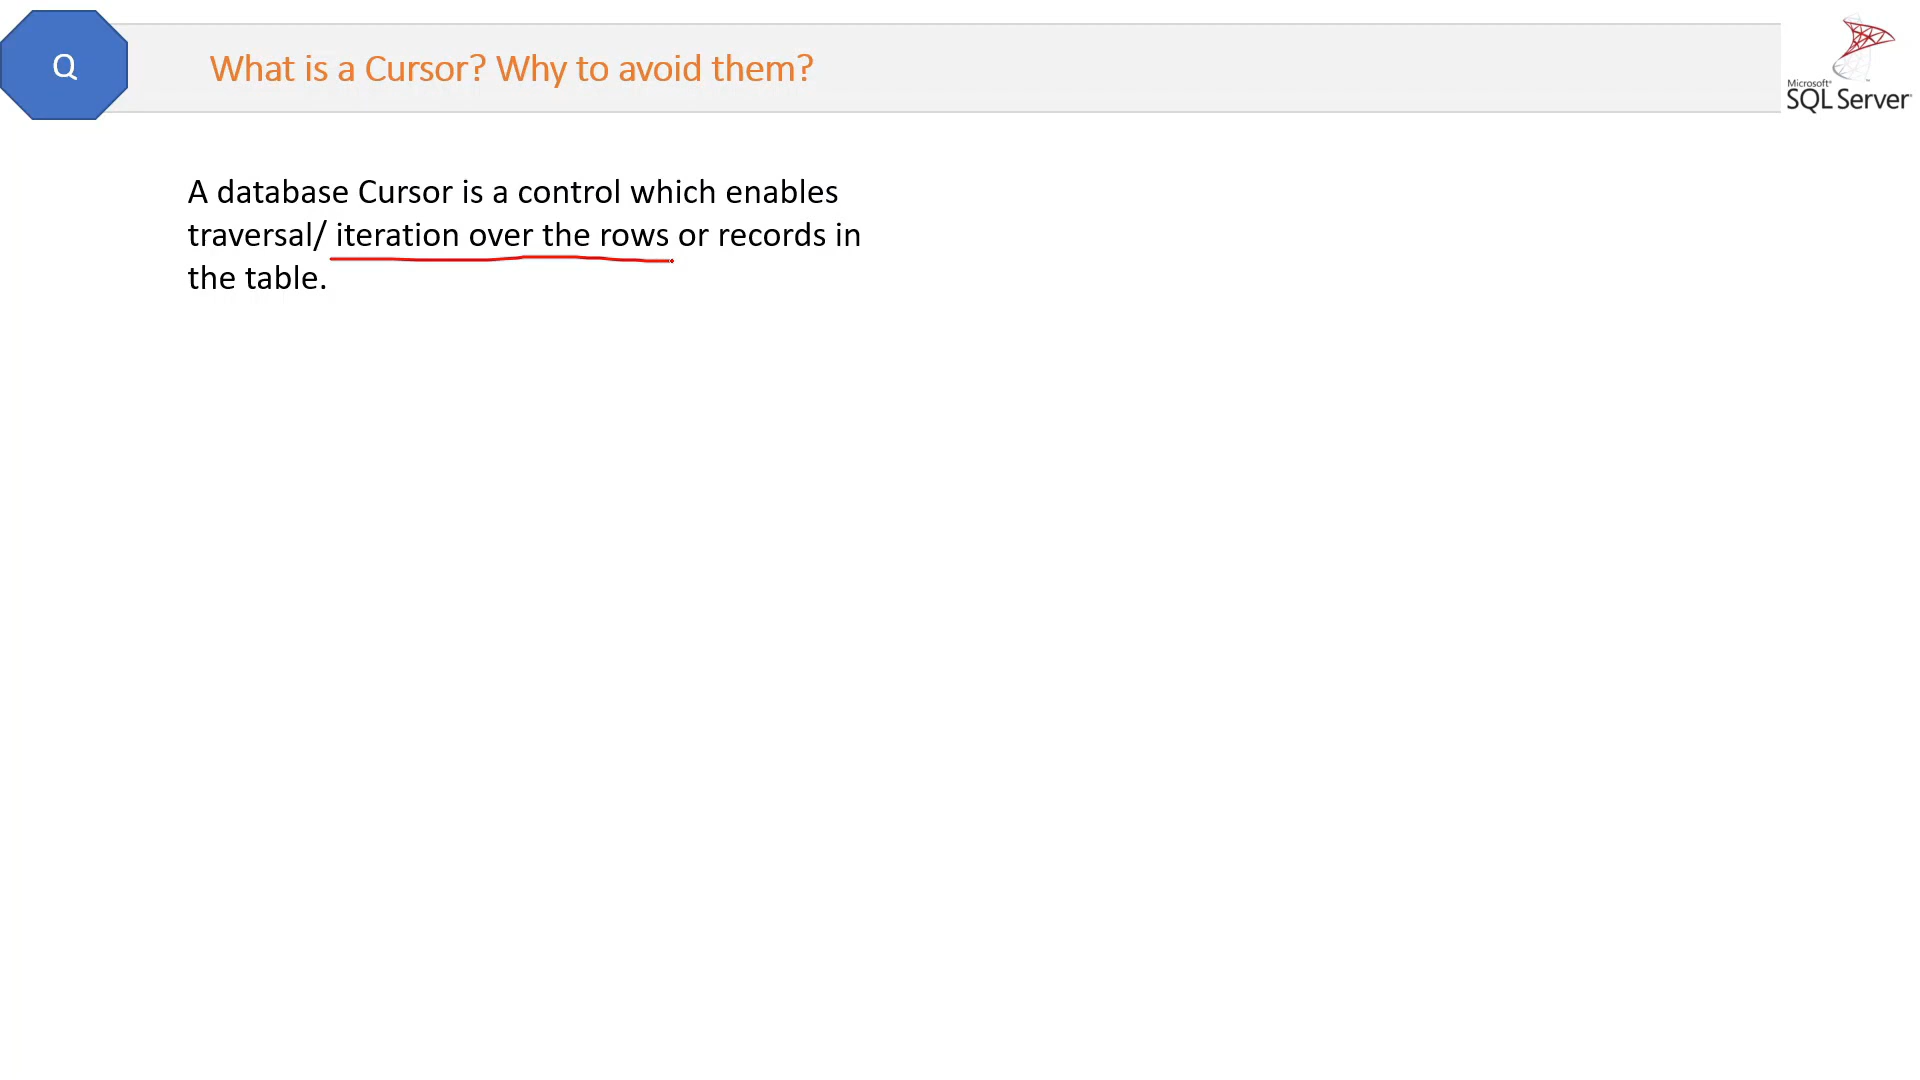 Q
What is a Cursor? Why to avoid them?
Microsoft
SQL Server
A database Cursor is a control which enables
traversal/ iteration over the rows or records in
the table.